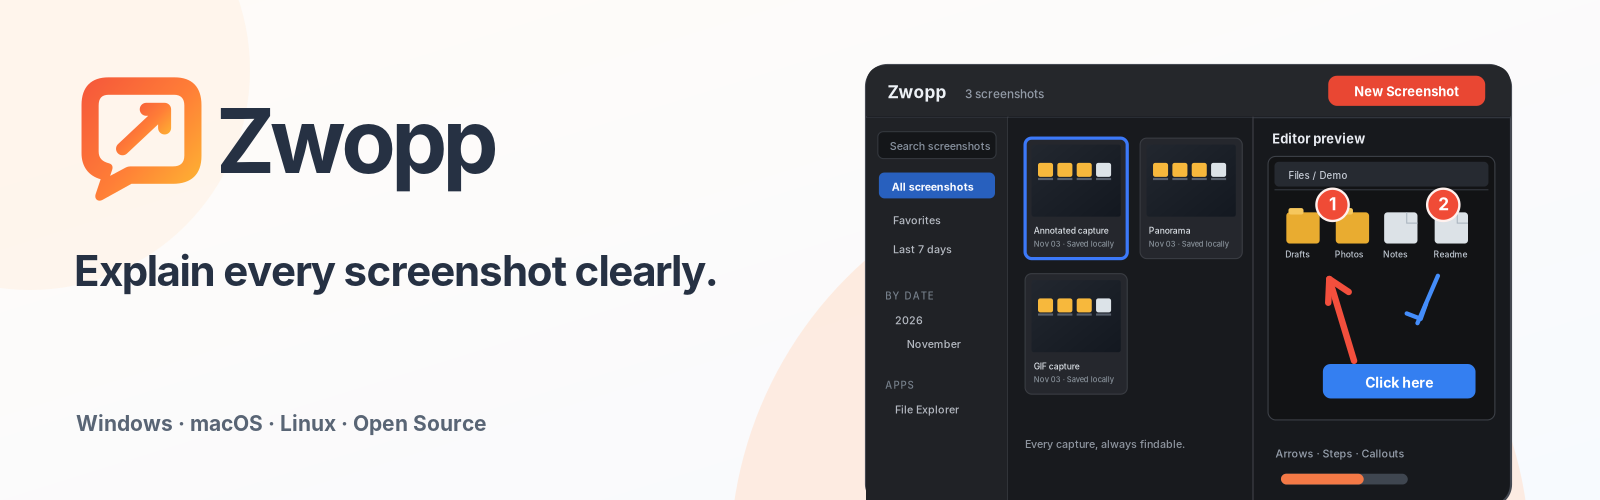 Zwopp
Explain every screenshot clearly.
Windows · macOS · Linux · Open Source
Zwopp
3 screenshots
New Screenshot
Search screenshots
All screenshots
Favorites
Last 7 days
BY DATE
2026
November
APPS
File Explorer
Annotated capture
Nov 03 · Saved locally
Panorama
Nov 03 · Saved locally
GIF capture
Nov 03 · Saved locally
Every capture, always findable.
Editor preview
Files / Demo
1
2
Drafts
Photos
Notes
Readme
Click here
Arrows · Steps · Callouts